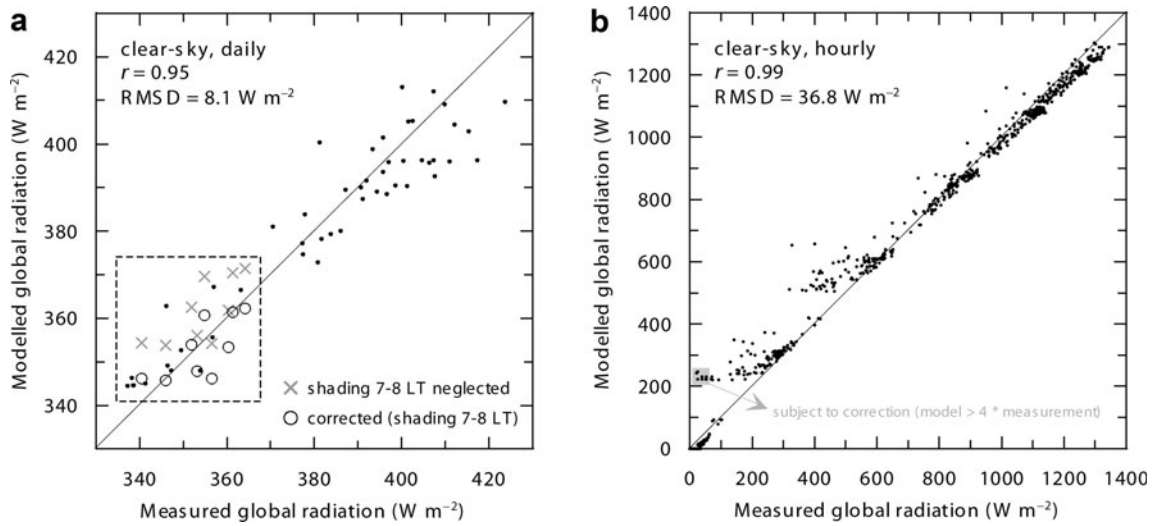 a
clear-sky, daily
r = 0.95
RMSD = 8.1 W m⁻²
Modelled global radiation (W m⁻²)
430
420
400
380
360
340
330
340
360
380
400
420
Measured global radiation (W m⁻²)
× shading 7-8 LT neglected
○ corrected (shading 7-8 LT)
b
clear-sky, hourly
r = 0.99
RMSD = 36.8 W m⁻²
Modelled global radiation (W m⁻²)
1400
1200
1000
800
600
400
200
0
0
200
400
600
800
1000
1200
1400
Measured global radiation (W m⁻²)
subject to correction (model > 4 * measurement)